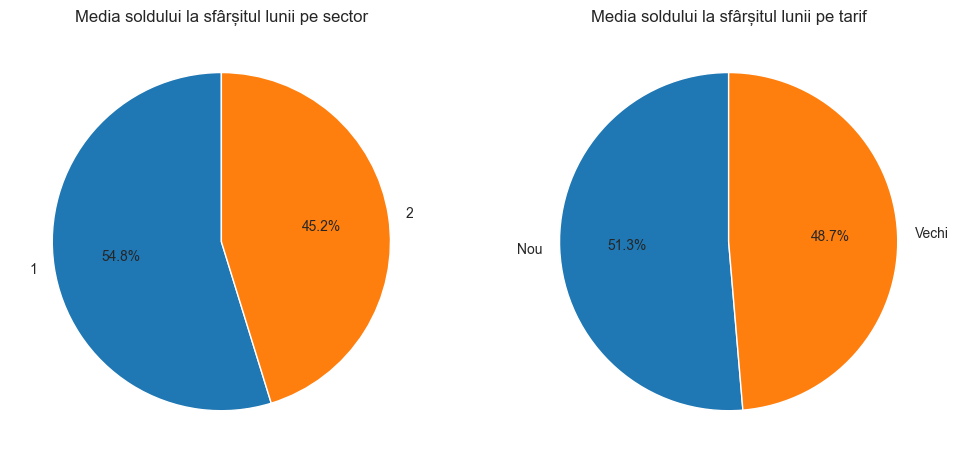 Media soldului la sfârșitul lunii pe sector
2
45.2%
54.8%
1
Media soldului la sfârșitul lunii pe tarif
Vechi
48.7%
51.3%
Nou